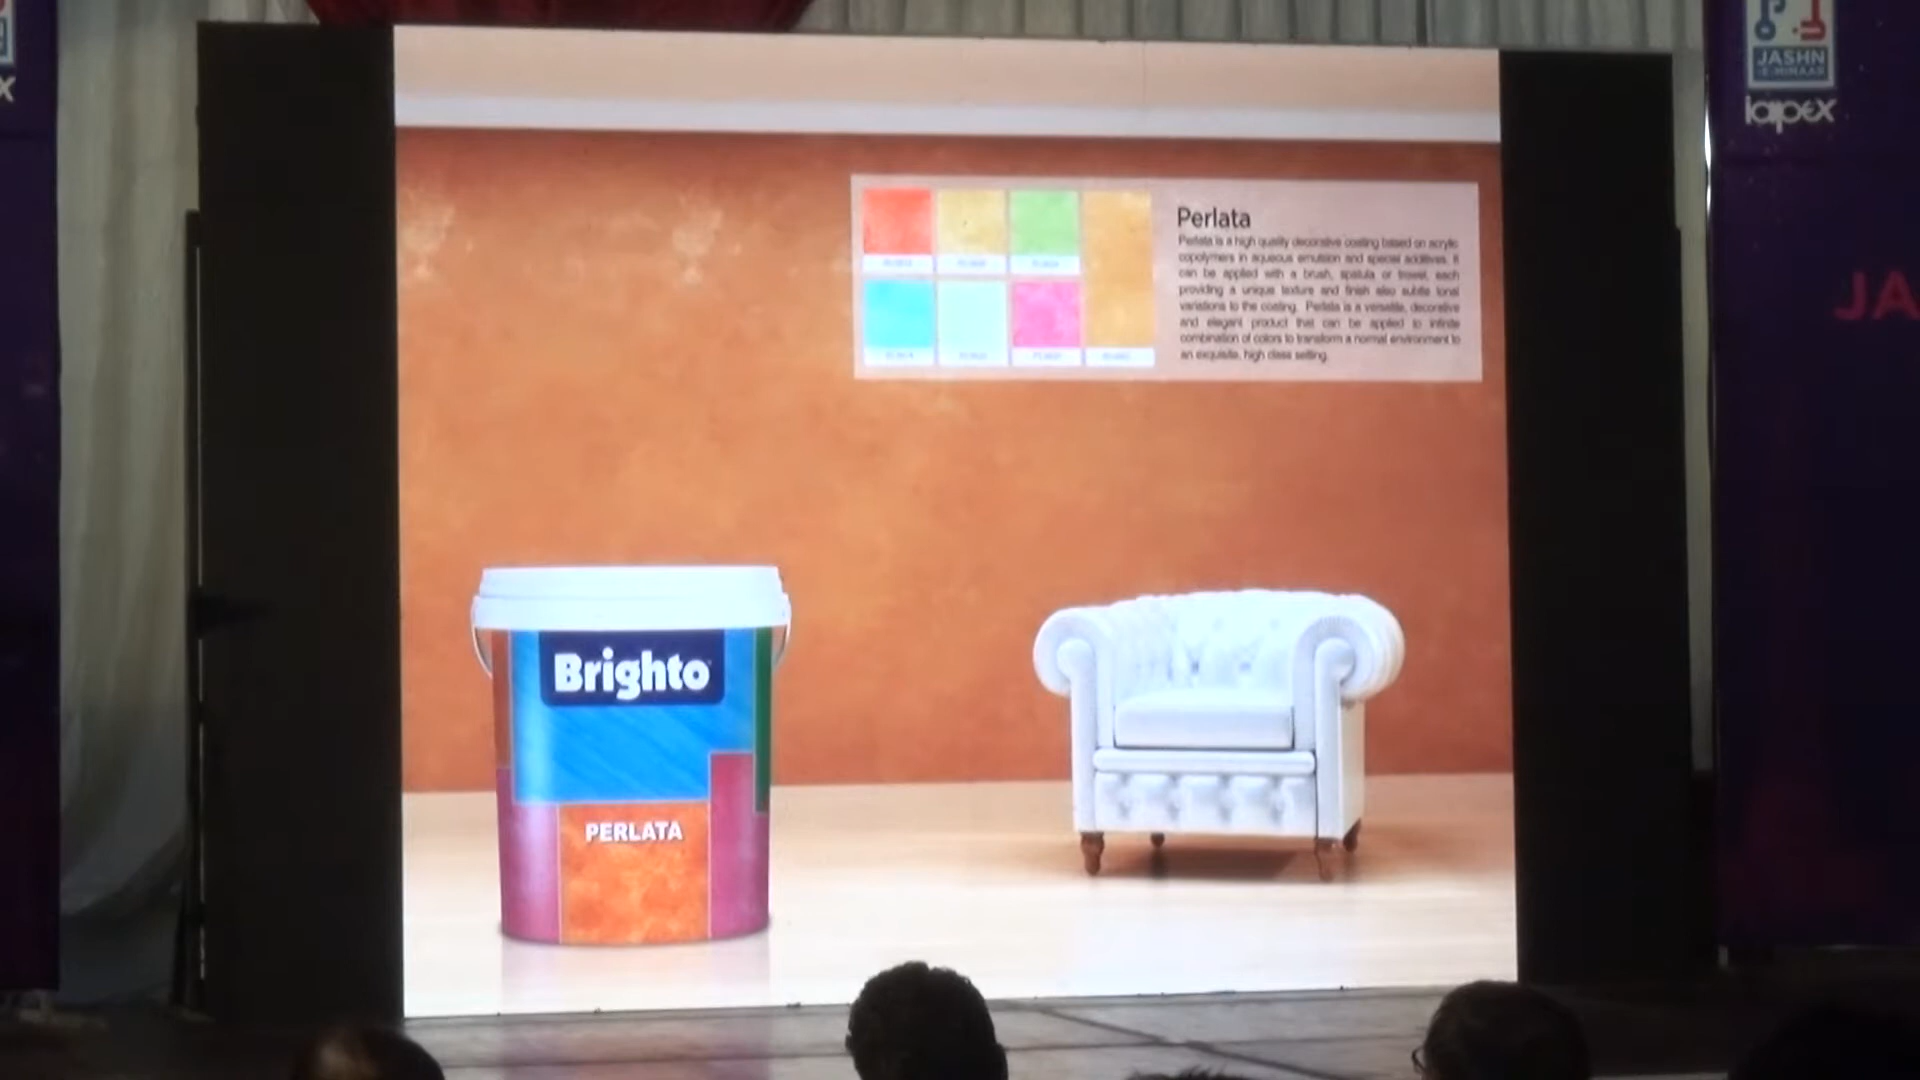 JASHN
-E-MINAAR
iapex
x
JA
Perlata
Perlata is a high quality decorative coating based on acrylic
copolymers in aqueous emulsion and special additives. It
can be applied with a brush, spatula or trowel, each
providing a unique texture and finish also subtle tonal
variations to the coating. Perlata is a versatile, decorative
and elegant product that can be applied to infinite
combination of colors to transform a normal environment to
an exquisite, high class setting.
Brighto
PERLATA